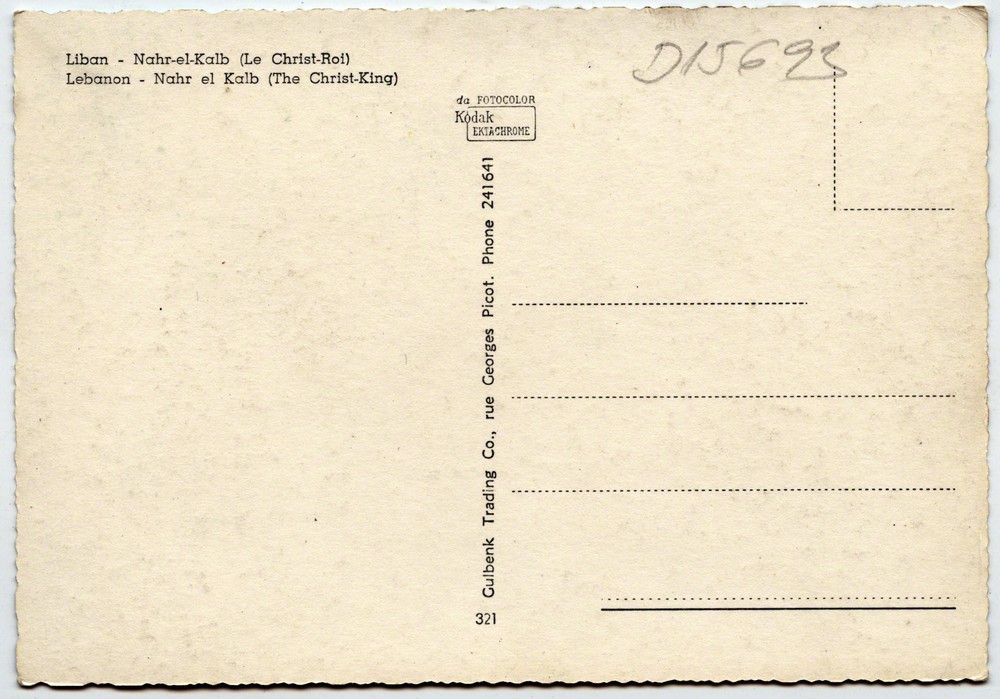 Liban - Nahr-el-Kalb (Le Christ-Roi)
Lebanon - Nahr el Kalb (The Christ-King)
D15693
da FOTOCOLOR
Kodak
EKTACHROME
Gulbenk Trading Co., rue Georges Picot. Phone 241641
321